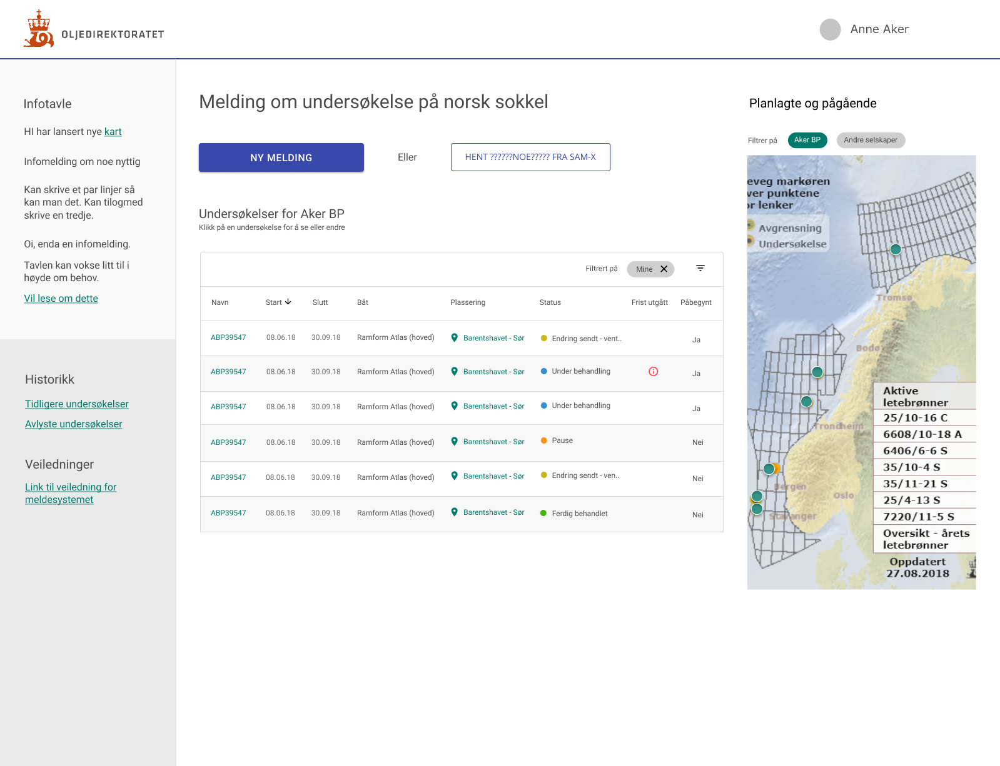 OLJEDIREKTORATET
Anne Aker
Infotavle
HI har lansert nye kart
Infomelding om noe nyttig
Kan skrive et par linjer så
kan man det. Kan tilogmed
skrive en tredje.
Oi, enda en infomelding.
Tavlen kan vokse litt til i
høyde om behov.
Vil lese om dette
Historikk
Tidligere undersøkelser
Avlyste undersøkelser
Veiledninger
Link til veiledning for
meldesystemet
Melding om undersøkelse på norsk sokkel
NY MELDING
Eller
HENT ??????NOE????? FRA SAM-X
Undersøkelser for Aker BP
Klikk på en undersøkelse for å se eller endre
Filtrert på Mine
Navn Start Slutt Båt Plassering Status Frist utgått Påbegynt
ABP39547 08.06.18 30.09.18 Ramform Atlas (hoved) Barentshavet - Sør Endring sendt - vent.. Ja
ABP39547 08.06.18 30.09.18 Ramform Atlas (hoved) Barentshavet - Sør Under behandling Ja
ABP39547 08.06.18 30.09.18 Ramform Atlas (hoved) Barentshavet - Sør Under behandling Ja
ABP39547 08.06.18 30.09.18 Ramform Atlas (hoved) Barentshavet - Sør Pause Nei
ABP39547 08.06.18 30.09.18 Ramform Atlas (hoved) Barentshavet - Sør Endring sendt - ven.. Nei
ABP39547 08.06.18 30.09.18 Ramform Atlas (hoved) Barentshavet - Sør Ferdig behandlet Nei
Planlagte og pågående
Filtrer på Aker BP Andre selskaper
eveg markøren
ver punktene
or lenker
Avgrensning
Undersøkelse
Tromsø
Bodø
Trondheim
Bergen
Oslo
Stavanger
Aktive
letebrønner
25/10-16 C
6608/10-18 A
6406/6-6 S
35/10-4 S
35/11-21 S
25/4-13 S
7220/11-5 S
Oversikt - årets
letebrønner
Oppdatert
27.08.2018